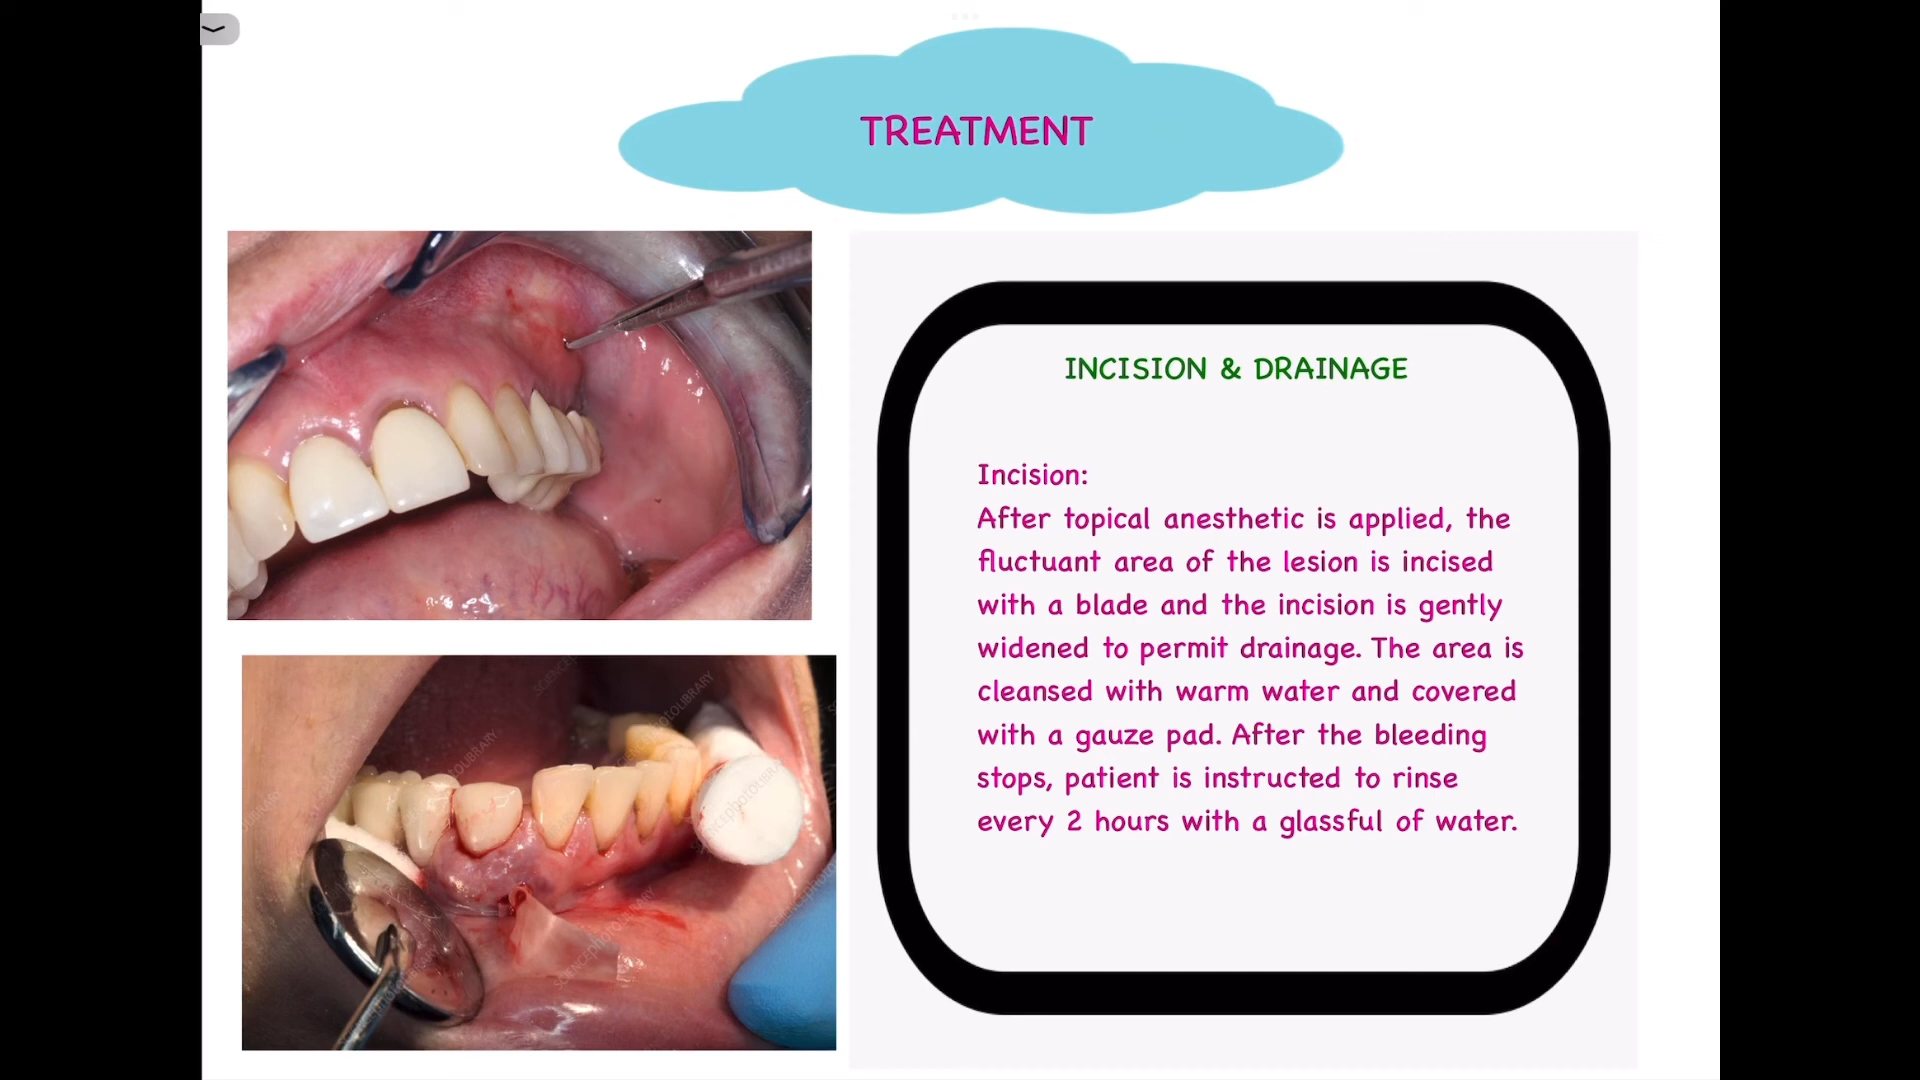 TREATMENT
INCISION & DRAINAGE
Incision:
After topical anesthetic is applied, the
fluctuant area of the lesion is incised
with a blade and the incision is gently
widened to permit drainage. The area is
cleansed with warm water and covered
with a gauze pad. After the bleeding
stops, patient is instructed to rinse
every 2 hours with a glassful of water.